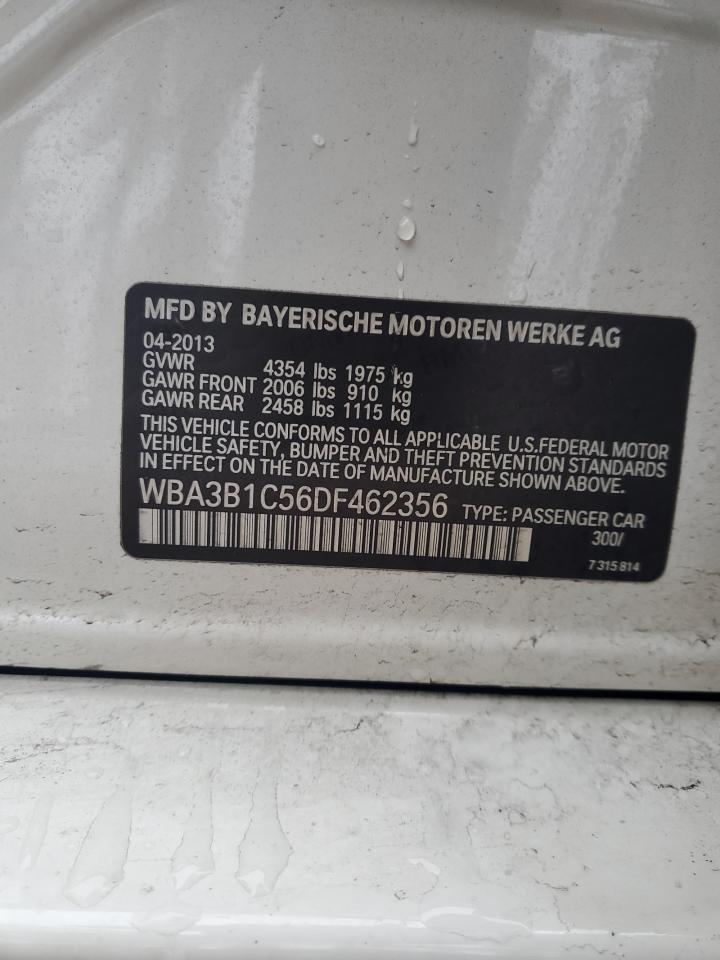 MFD BY BAYERISCHE MOTOREN WERKE AG
04-2013
GVWR 4354 lbs 1975 kg
GAWR FRONT 2006 lbs 910 kg
GAWR REAR 2458 lbs 1115 kg
THIS VEHICLE CONFORMS TO ALL APPLICABLE U.S.FEDERAL MOTOR
VEHICLE SAFETY, BUMPER AND THEFT PREVENTION STANDARDS
IN EFFECT ON THE DATE OF MANUFACTURE SHOWN ABOVE.
WBA3B1C56DF462356 TYPE: PASSENGER CAR
300/
7 315 814